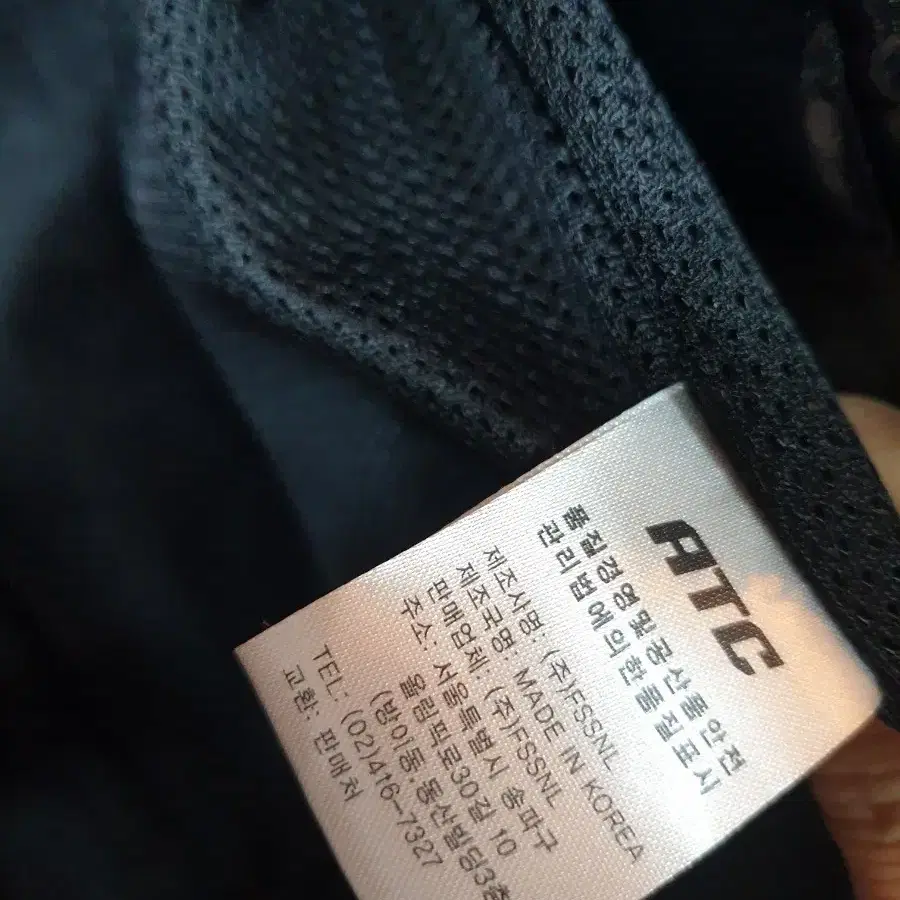 ATC
품질경영및공산품안전
관리법에의한품질표시
제조사명: (주)FSSNL
제조국명: MADE IN KOREA
판매업체: (주)FSSNL
주소: 서울특별시 송파구
올림픽로30길 10
(방이동.동산빌딩3층
TEL: (02)416-7327
교환: 판매처